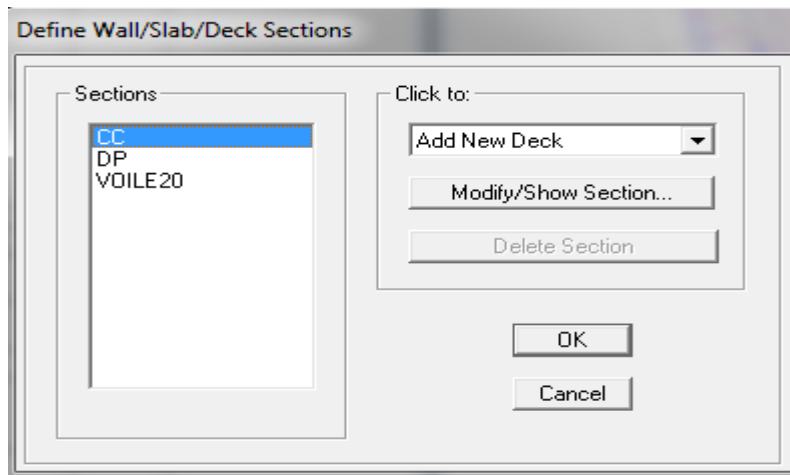 Define Wall/Slab/Deck Sections
Sections
CC
DP
VOILE20
Click to:
Add New Deck
Modify/Show Section...
Delete Section
OK
Cancel